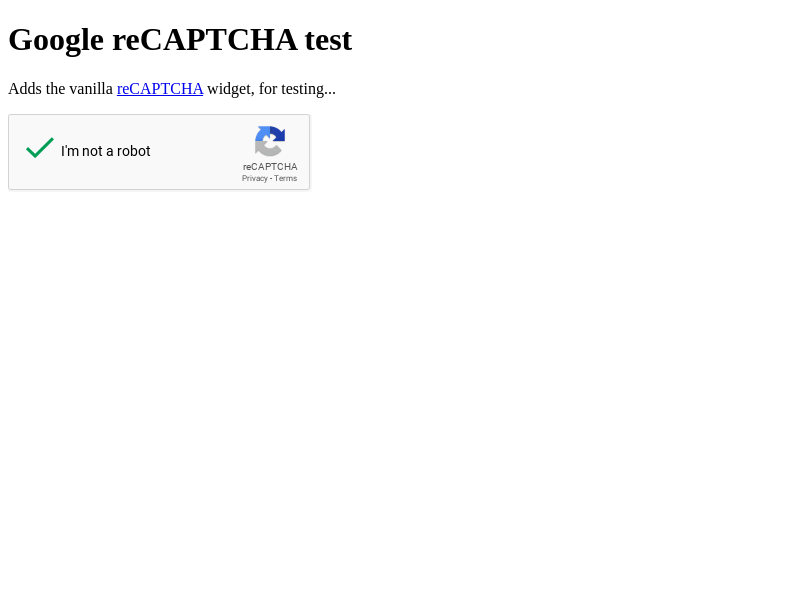 Google reCAPTCHA test
Adds the vanilla reCAPTCHA widget, for testing...
I'm not a robot
reCAPTCHA
Privacy - Terms